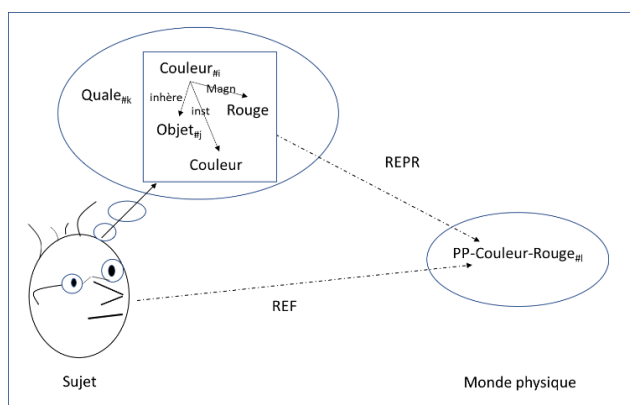 Couleur#i
Quale#k
Magn
inhère
Rouge
inst
Objet#j
Couleur
REPR
PP-Couleur-Rouge#l
REF
Sujet
Monde physique